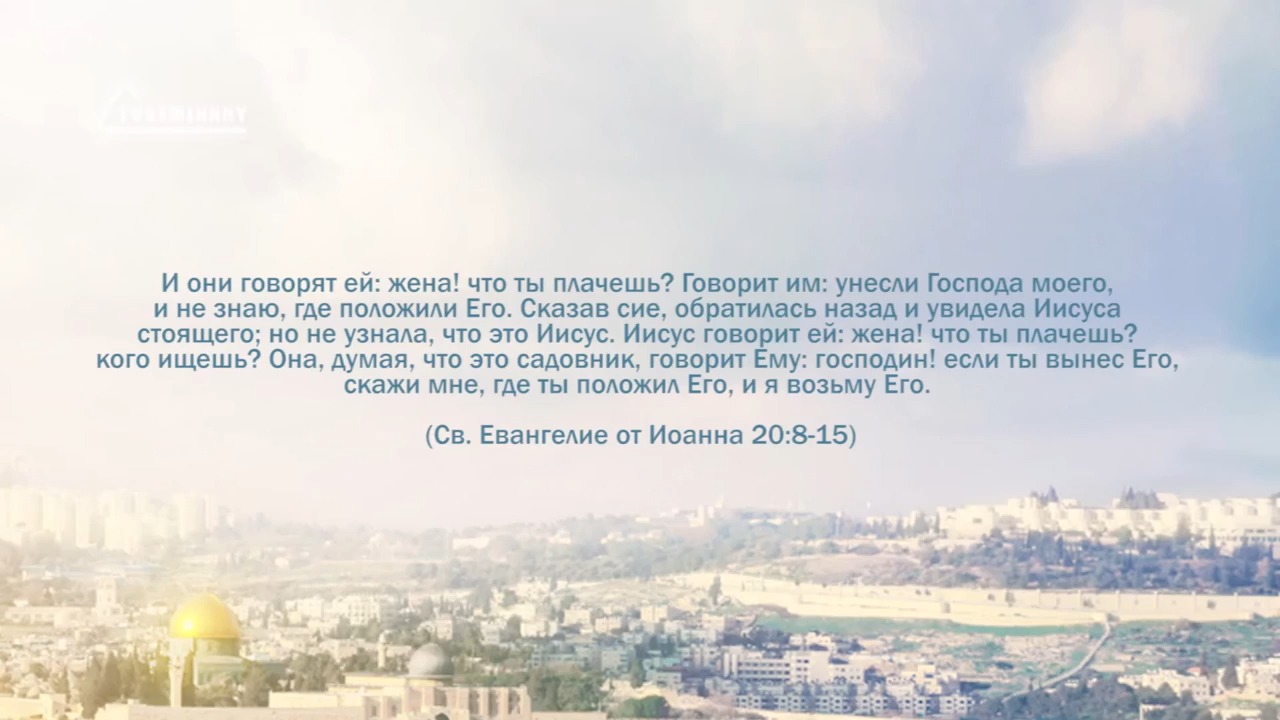 И они говорят ей: жена! что ты плачешь? Говорит им: унесли Господа моего,
и не знаю, где положили Его. Сказав сие, обратилась назад и увидела Иисуса
стоящего; но не узнала, что это Иисус. Иисус говорит ей: жена! что ты плачешь?
кого ищешь? Она, думая, что это садовник, говорит Ему: господин! если ты вынес Его,
скажи мне, где ты положил Его, и я возьму Его.
(Св. Евангелие от Иоанна 20:8-15)